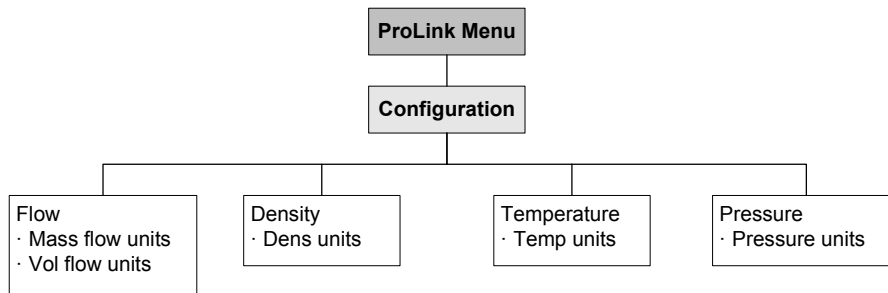 ProLink Menu
Configuration
Flow
· Mass flow units
· Vol flow units
Density
· Dens units
Temperature
· Temp units
Pressure
· Pressure units